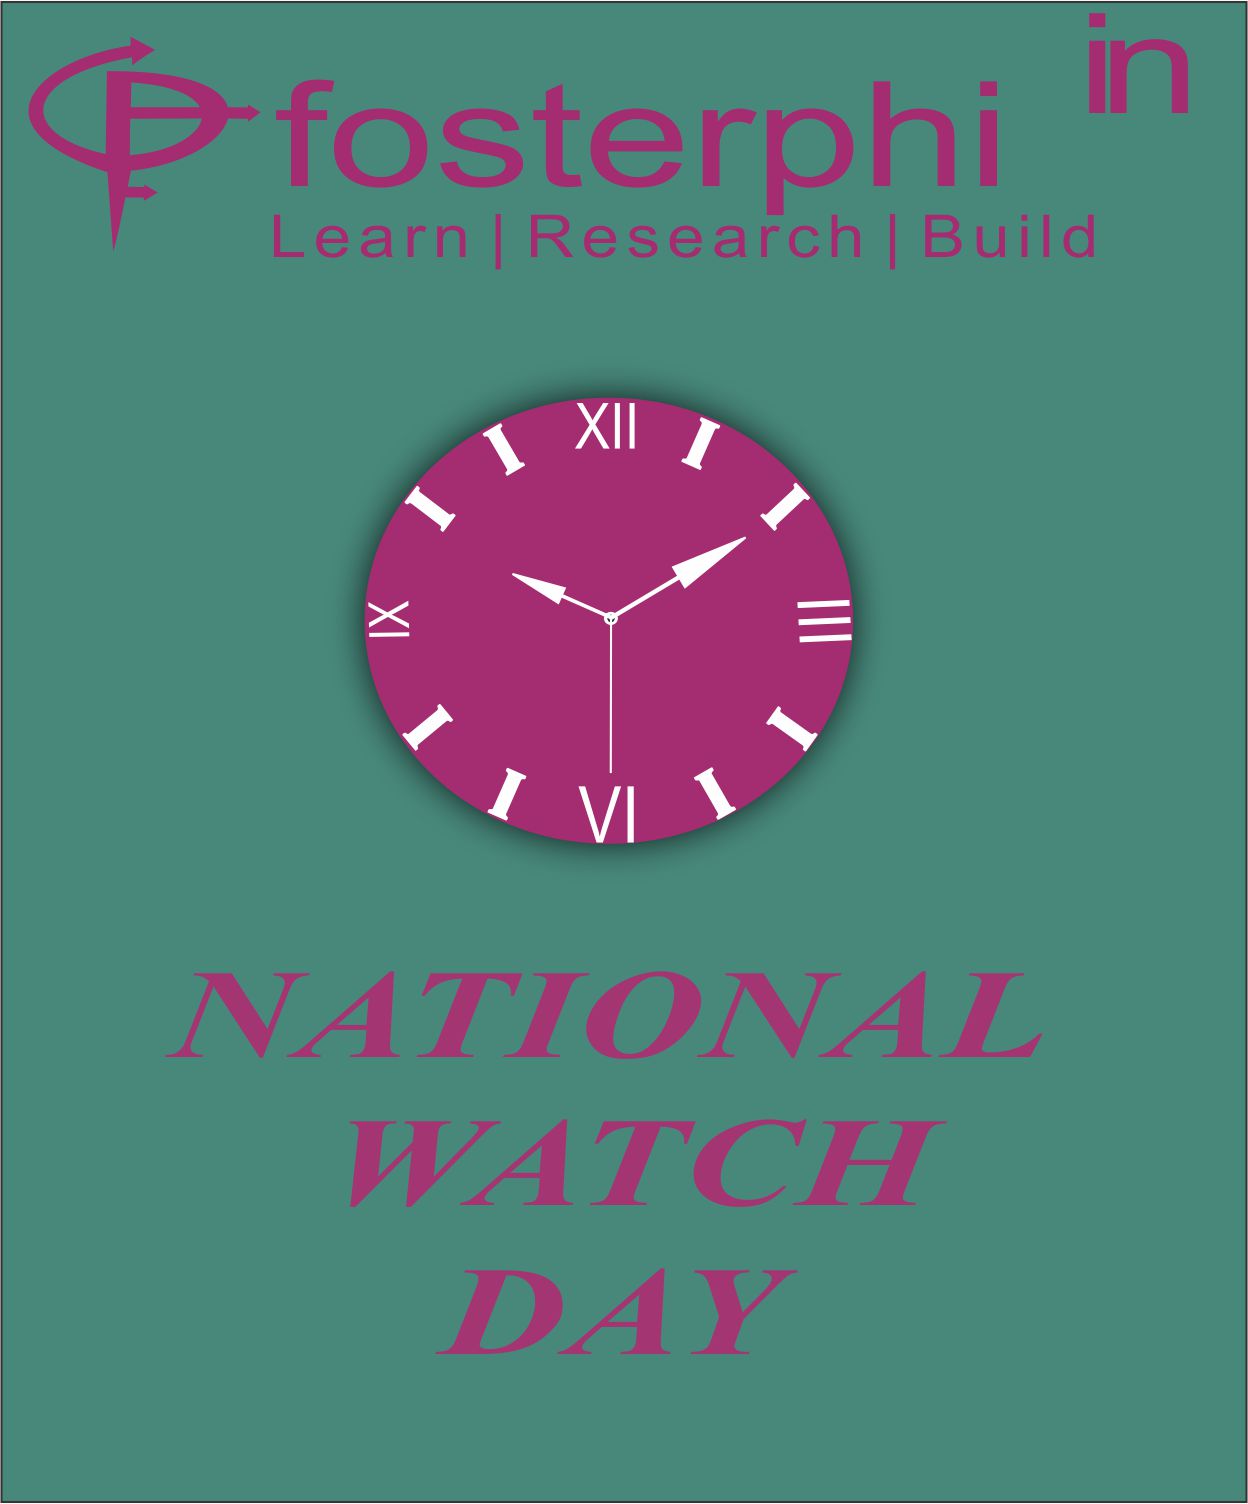 in
fosterphi
Learn | Research | Build
XII
I I
I I
IX III
I I
I I
VI
NATIONAL
WATCH
DAY